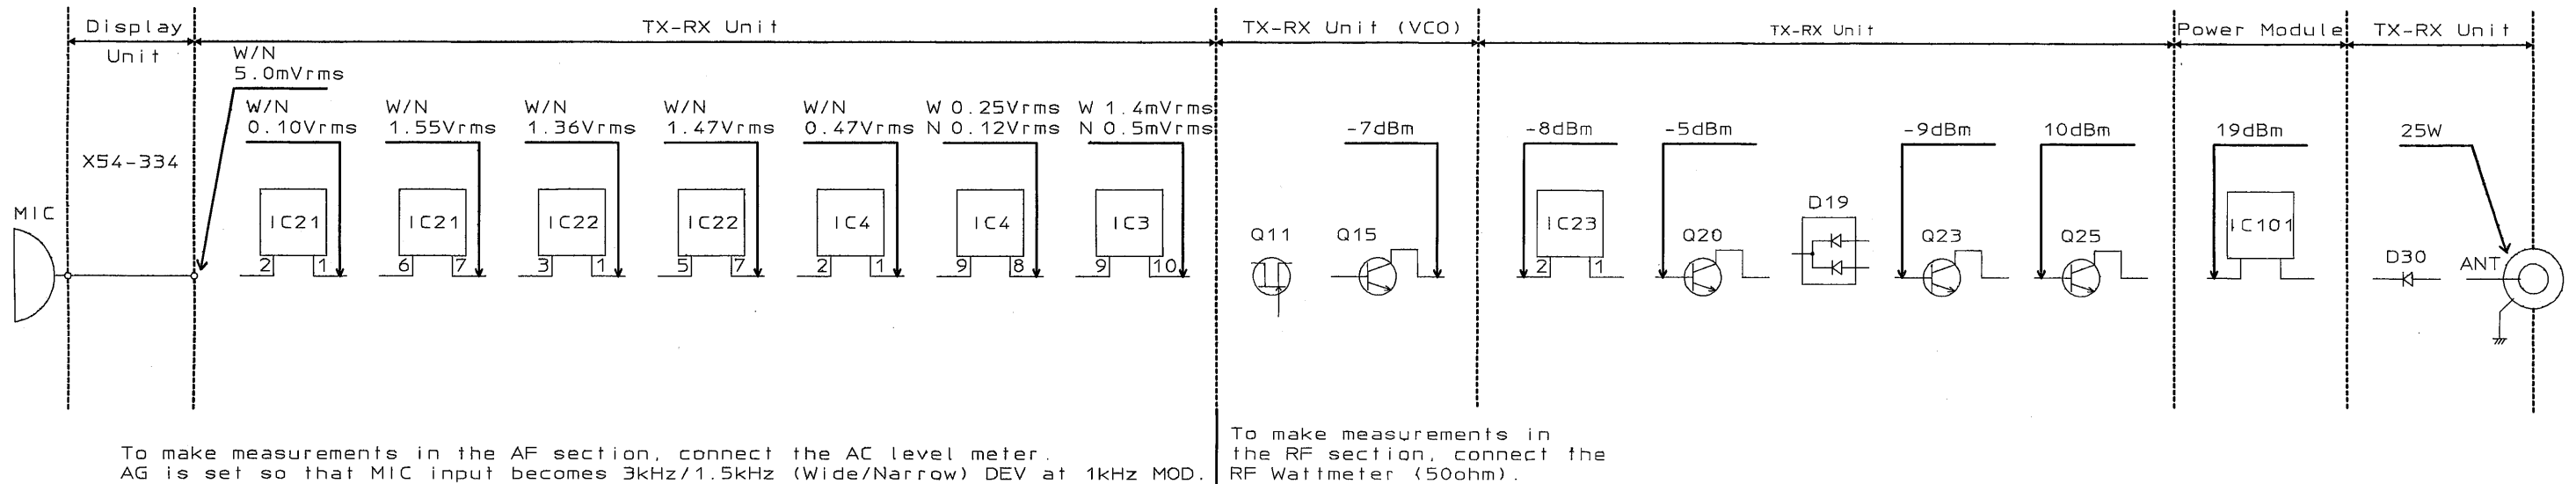 Display
Unit
TX-RX Unit
TX-RX Unit (VCO)
TX-RX Unit
Power Module
TX-RX Unit
W/N
5.0mVrms
W/N
0.10Vrms
W/N
1.55Vrms
W/N
1.36Vrms
W/N
1.47Vrms
W/N
0.47Vrms
W 0.25Vrms
N 0.12Vrms
W 1.4mVrms
N 0.5mVrms
-7dBm
-8dBm
-5dBm
-9dBm
10dBm
19dBm
25W
X54-334
MIC
IC21
2 1
IC21
6 7
IC22
3 1
IC22
5 7
IC4
2 1
IC4
9 8
IC3
9 10
Q11
Q15
IC23
2 1
Q20
D19
Q23
Q25
IC101
D30
ANT
To make measurements in the AF section, connect the AC level meter.
AG is set so that MIC input becomes 3kHz/1.5kHz (Wide/Narrow) DEV at 1kHz MOD.
To make measurements in
the RF section, connect the
RF Wattmeter (50ohm).